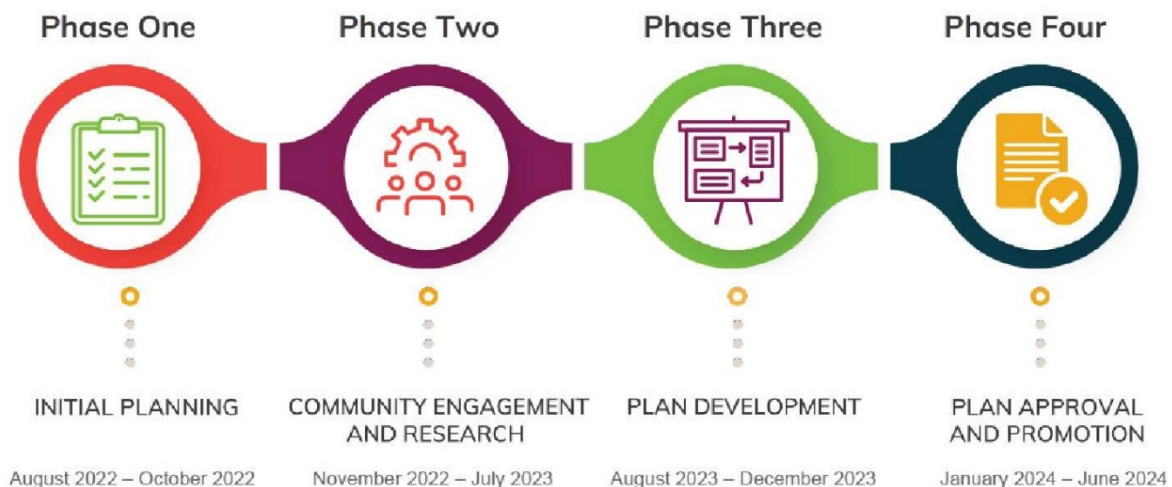 Phase One
Phase Two
Phase Three
Phase Four
INITIAL PLANNING
COMMUNITY ENGAGEMENT
AND RESEARCH
PLAN DEVELOPMENT
PLAN APPROVAL
AND PROMOTION
August 2022 – October 2022
November 2022 – July 2023
August 2023 – December 2023
January 2024 – June 2024